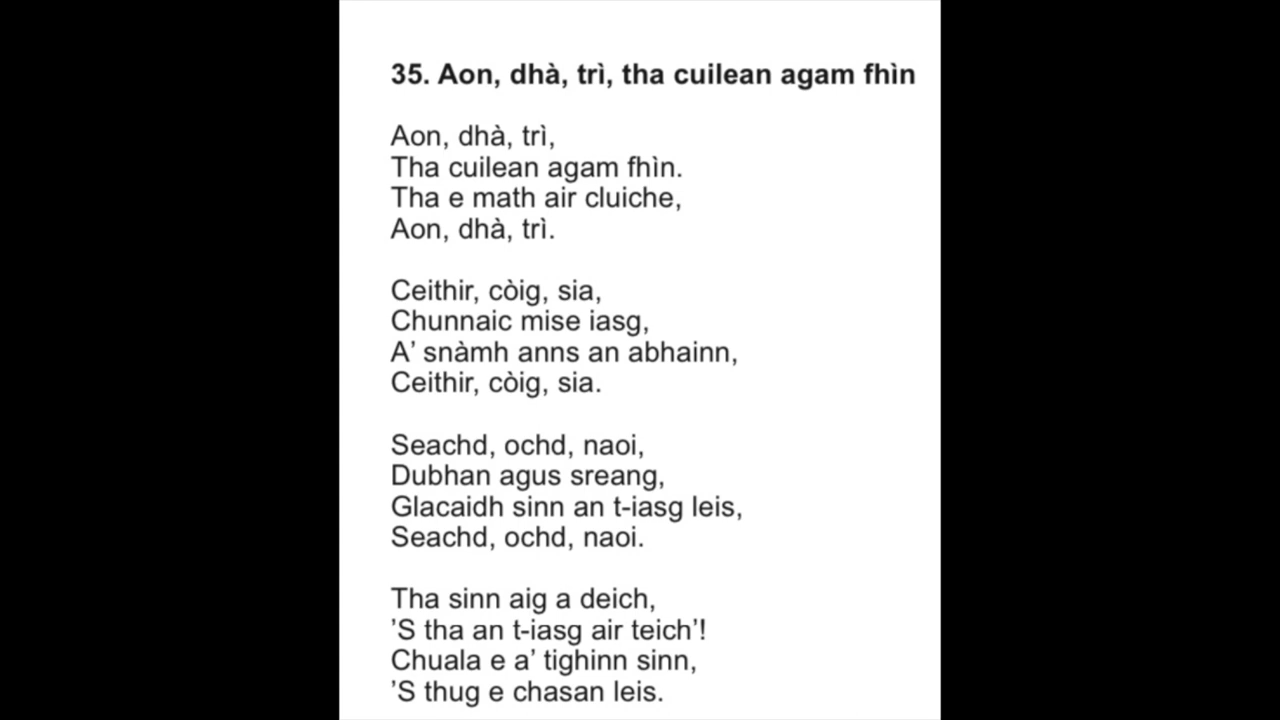 35. Aon, dhà, trì, tha cuilean agam fhìn
Aon, dhà, trì,
Tha cuilean agam fhìn.
Tha e math air cluiche,
Aon, dhà, trì.
Ceithir, còig, sia,
Chunnaic mise iasg,
A’ snàmh anns an abhainn,
Ceithir, còig, sia.
Seachd, ochd, naoi,
Dubhan agus sreang,
Glacaidh sinn an t-iasg leis,
Seachd, ochd, naoi.
Tha sinn aig a deich,
’S tha an t-iasg air teich’!
Chuala e a’ tighinn sinn,
’S thug e chasan leis.